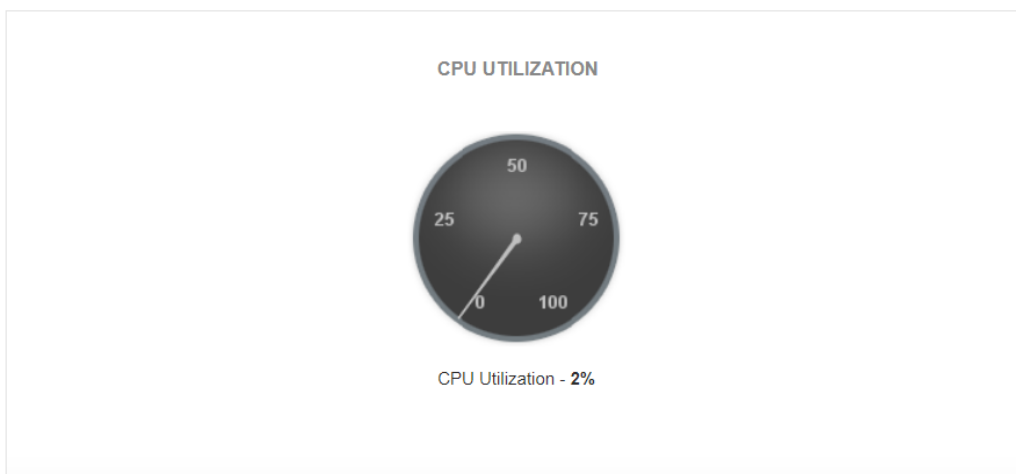 CPU UTILIZATION
50
25 75
0 100
CPU Utilization - 2%